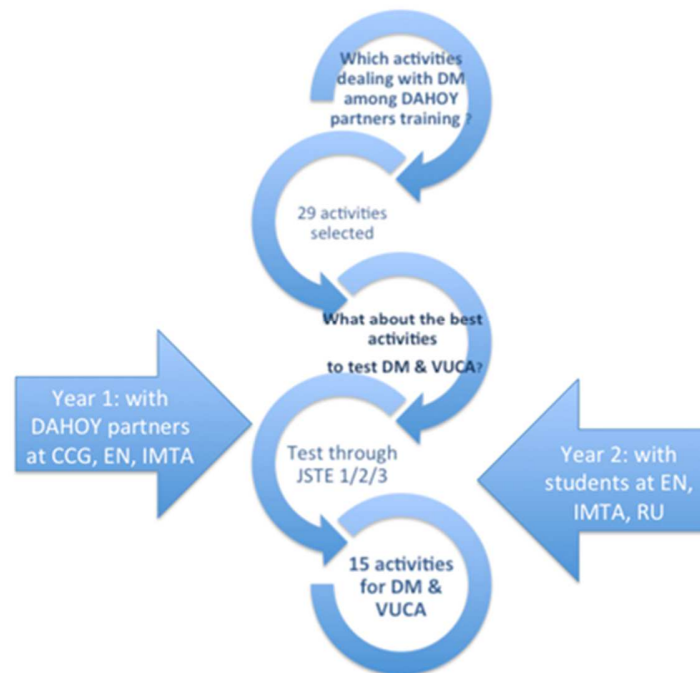 Which activities
dealing with DM
among DAHOY
partners training ?
29 activities
selected
What about the best
activities
to test DM & VUCA?
Year 1: with
DAHOY partners
at CCG, EN, IMTA
Test through
JSTE 1/2/3
Year 2: with
students at EN,
IMTA, RU
15 activities
for DM &
VUCA